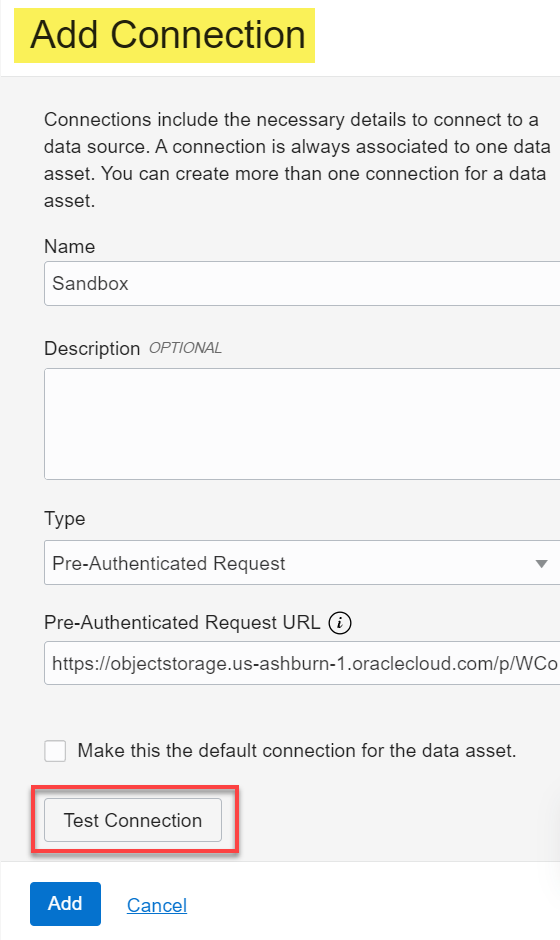 Add Connection
Connections include the necessary details to connect to a
data source. A connection is always associated to one data
asset. You can create more than one connection for a data
asset.
Name
Sandbox
Description OPTIONAL
Type
Pre-Authenticated Request
Pre-Authenticated Request URL i
https://objectstorage.us-ashburn-1.oraclecloud.com/p/WCo
Make this the default connection for the data asset.
Test Connection
Add Cancel